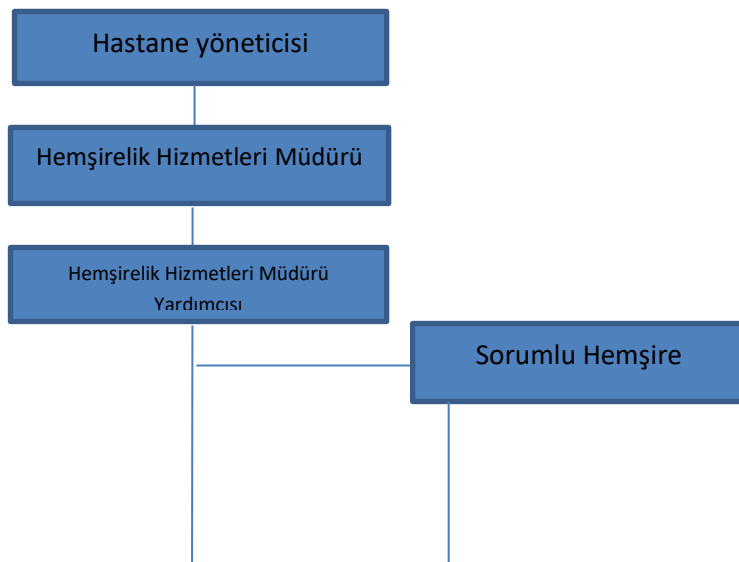 Hastane yöneticisi
Hemşirelik Hizmetleri Müdürü
Hemşirelik Hizmetleri Müdürü
Yardımcısı
Sorumlu Hemşire